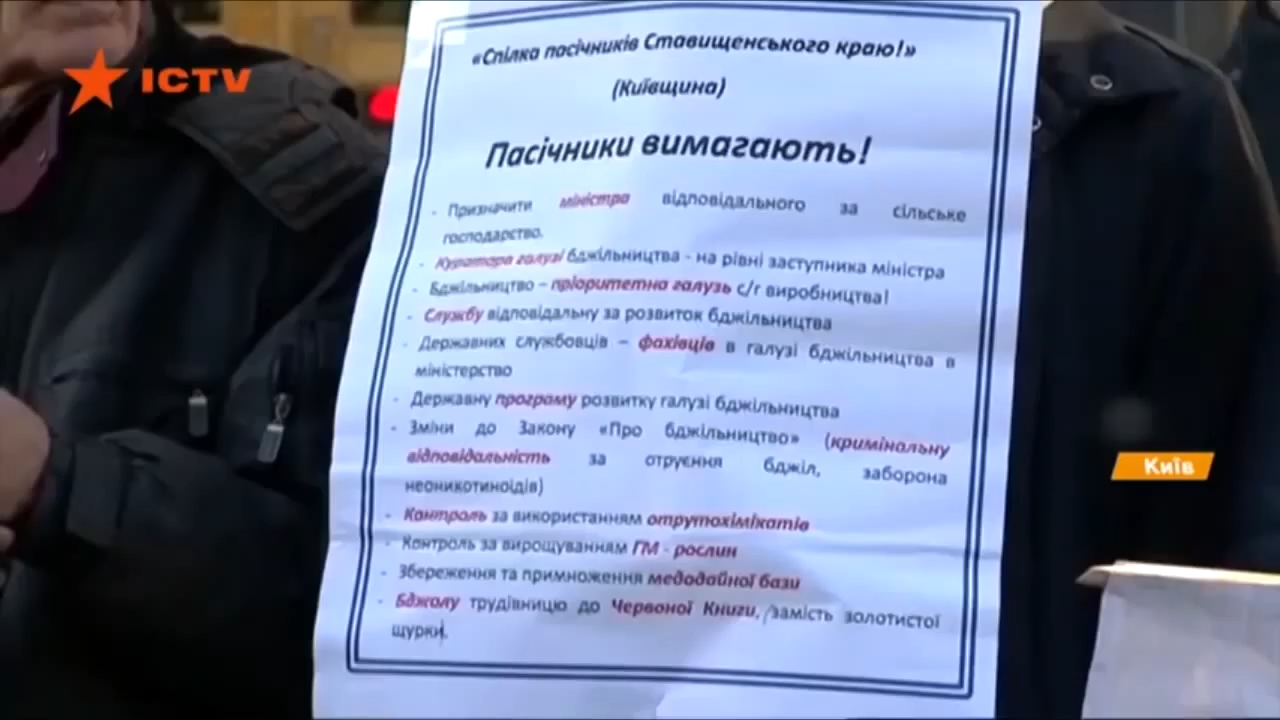 ICTV
«Спілка пасічників Ставищенського краю!»
(Київщина)
Пасічники вимагають!
- Призначити міністра відповідального за сільське
господарство.
- Куратора галузі бджільництва - на рівні заступника міністра
- Бджільництво – пріоритетна галузь с/г виробництва!
- Службу відповідальну за розвиток бджільництва
- Державних службовців – фахівців в галузі бджільництва в
міністерство
- Державну програму розвитку галузі бджільництва
- Зміни до Закону «Про бджільництво» (кримінальну
відповідальність за отруєння бджіл, заборона
неоникотиноідів)
- Контроль за використанням отрутохімікатів
- Контроль за вирощуванням ГМ - рослин
- Збереження та примноження медодайної бази
- Бджолу трудівницю до Червоної Книги, /замість золотистої
щурки.
Київ